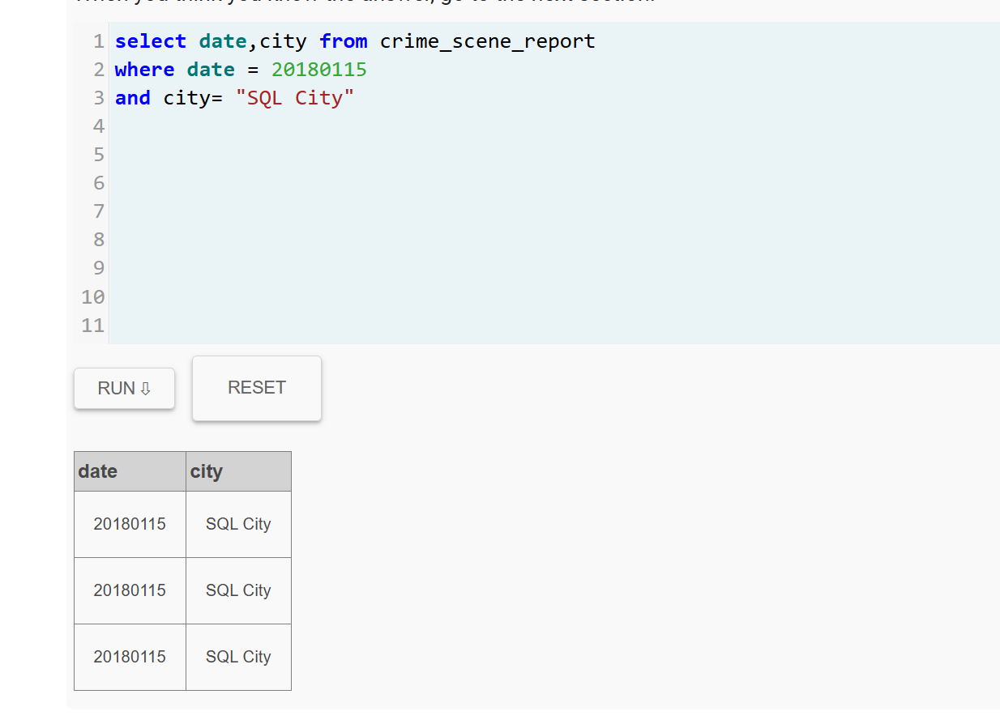 1 select date,city from crime_scene_report
2 where date = 20180115
3 and city= "SQL City"
4
5
6
7
8
9
10
11
RUN ⇩ RESET
date city
20180115 SQL City
20180115 SQL City
20180115 SQL City